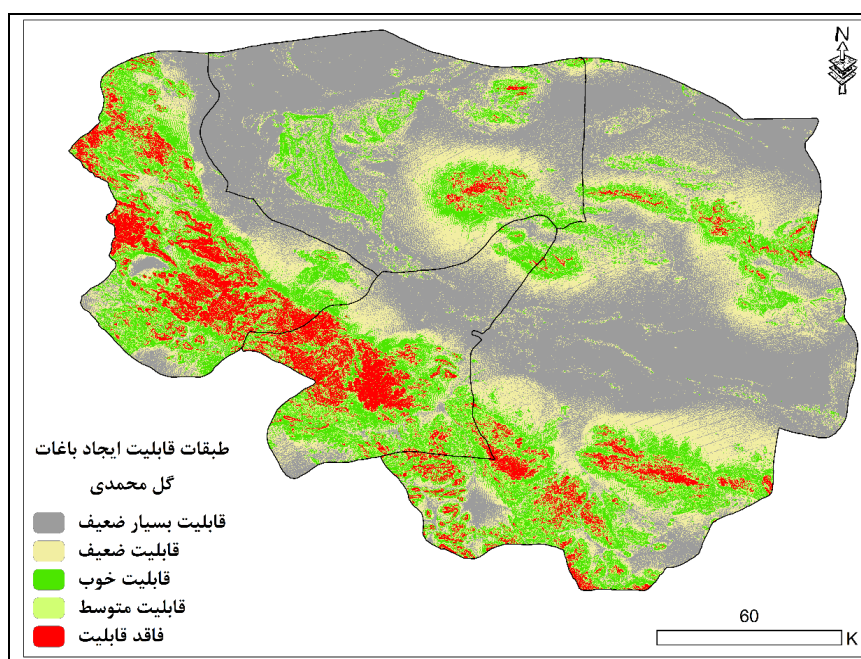 N
طبقات قابلیت ایجاد باغات
گل محمدی
قابلیت بسیار ضعیف
قابلیت ضعیف
قابلیت خوب
قابلیت متوسط
فاقد قابلیت
60
K